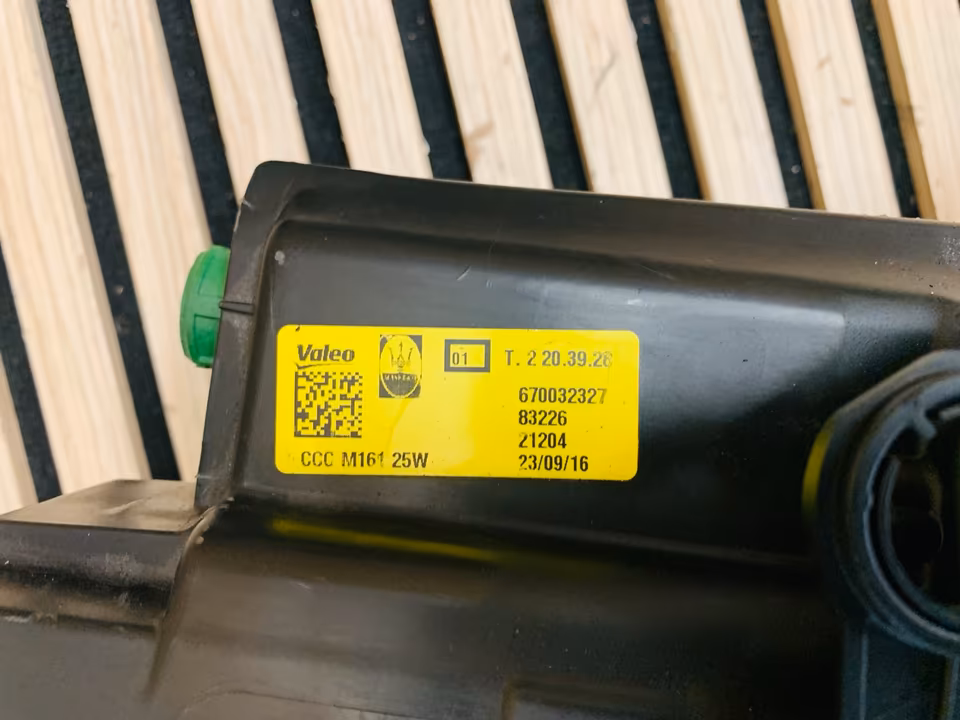 Valeo
01
T. 2 20.39.26
670032327
83226
21204
23/09/16
CCC M161 25W